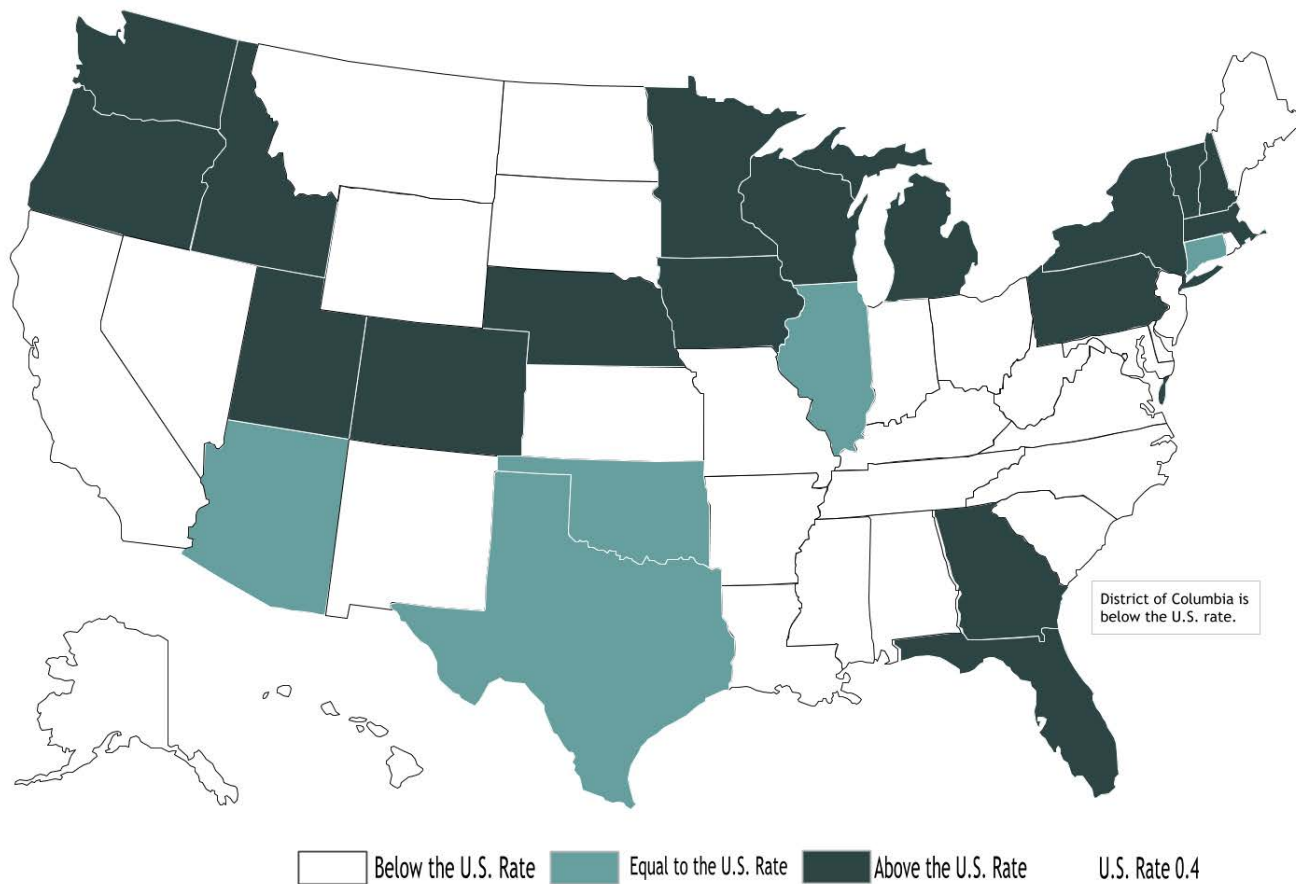 District of Columbia is
below the U.S. rate.
Below the U.S. Rate
Equal to the U.S. Rate
Above the U.S. Rate
U.S. Rate 0.4